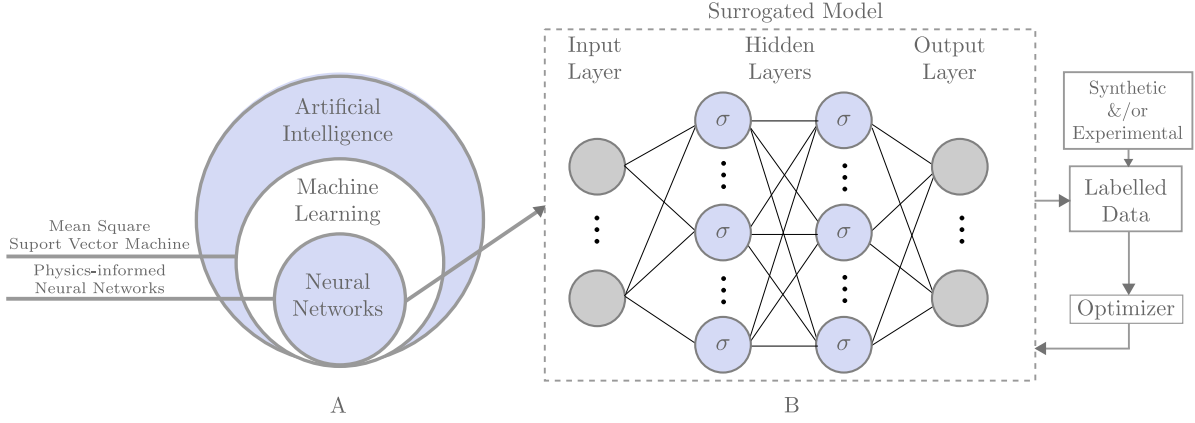 Surrogated Model
Input
Layer
Hidden
Layers
Output
Layer
Artificial
Intelligence
Machine
Learning
Neural
Networks
Mean Square
Suport Vector Machine
Physics-informed
Neural Networks
σ
σ
σ
σ
σ
σ
Synthetic
&/or
Experimental
Labelled
Data
Optimizer
A
B